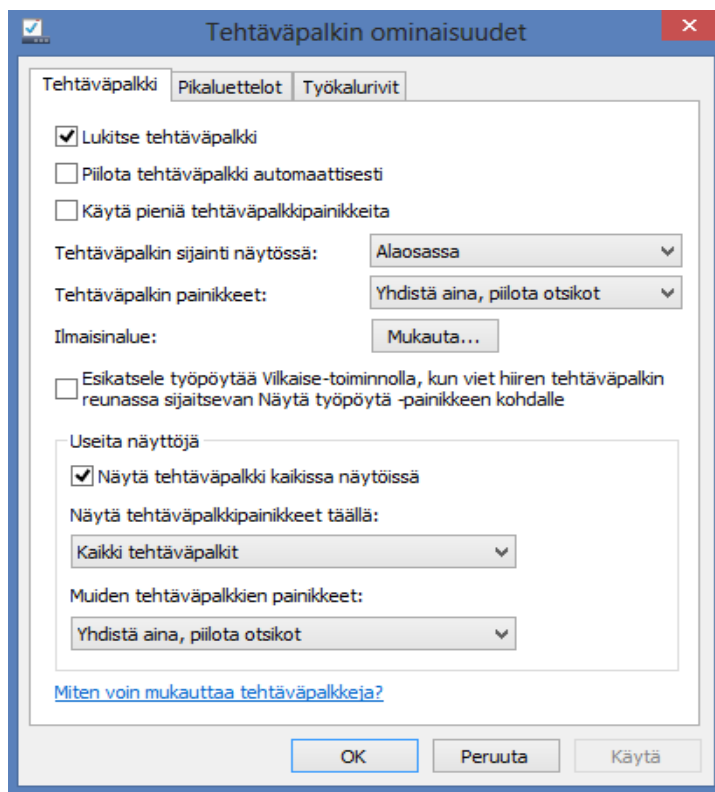 Tehtäväpalkin ominaisuudet
Tehtäväpalkki Pikaluettelot Työkalurivit
Lukitse tehtäväpalkki
Piilota tehtäväpalkki automaattisesti
Käytä pieniä tehtäväpalkkipainikkeita
Tehtäväpalkin sijainti näytössä: Alaosassa
Tehtäväpalkin painikkeet: Yhdistä aina, piilota otsikot
Ilmaisinalue: Mukauta...
Esikatsele työpöytää Vilkaise-toiminnolla, kun viet hiiren tehtäväpalkin
reunassa sijaitsevan Näytä työpöytä -painikkeen kohdalle
Useita näyttöjä
Näytä tehtäväpalkki kaikissa näytöissä
Näytä tehtäväpalkkipainikkeet täällä:
Kaikki tehtäväpalkit
Muiden tehtäväpalkkien painikkeet:
Yhdistä aina, piilota otsikot
Miten voin mukauttaa tehtäväpalkkeja?
OK Peruuta Käytä